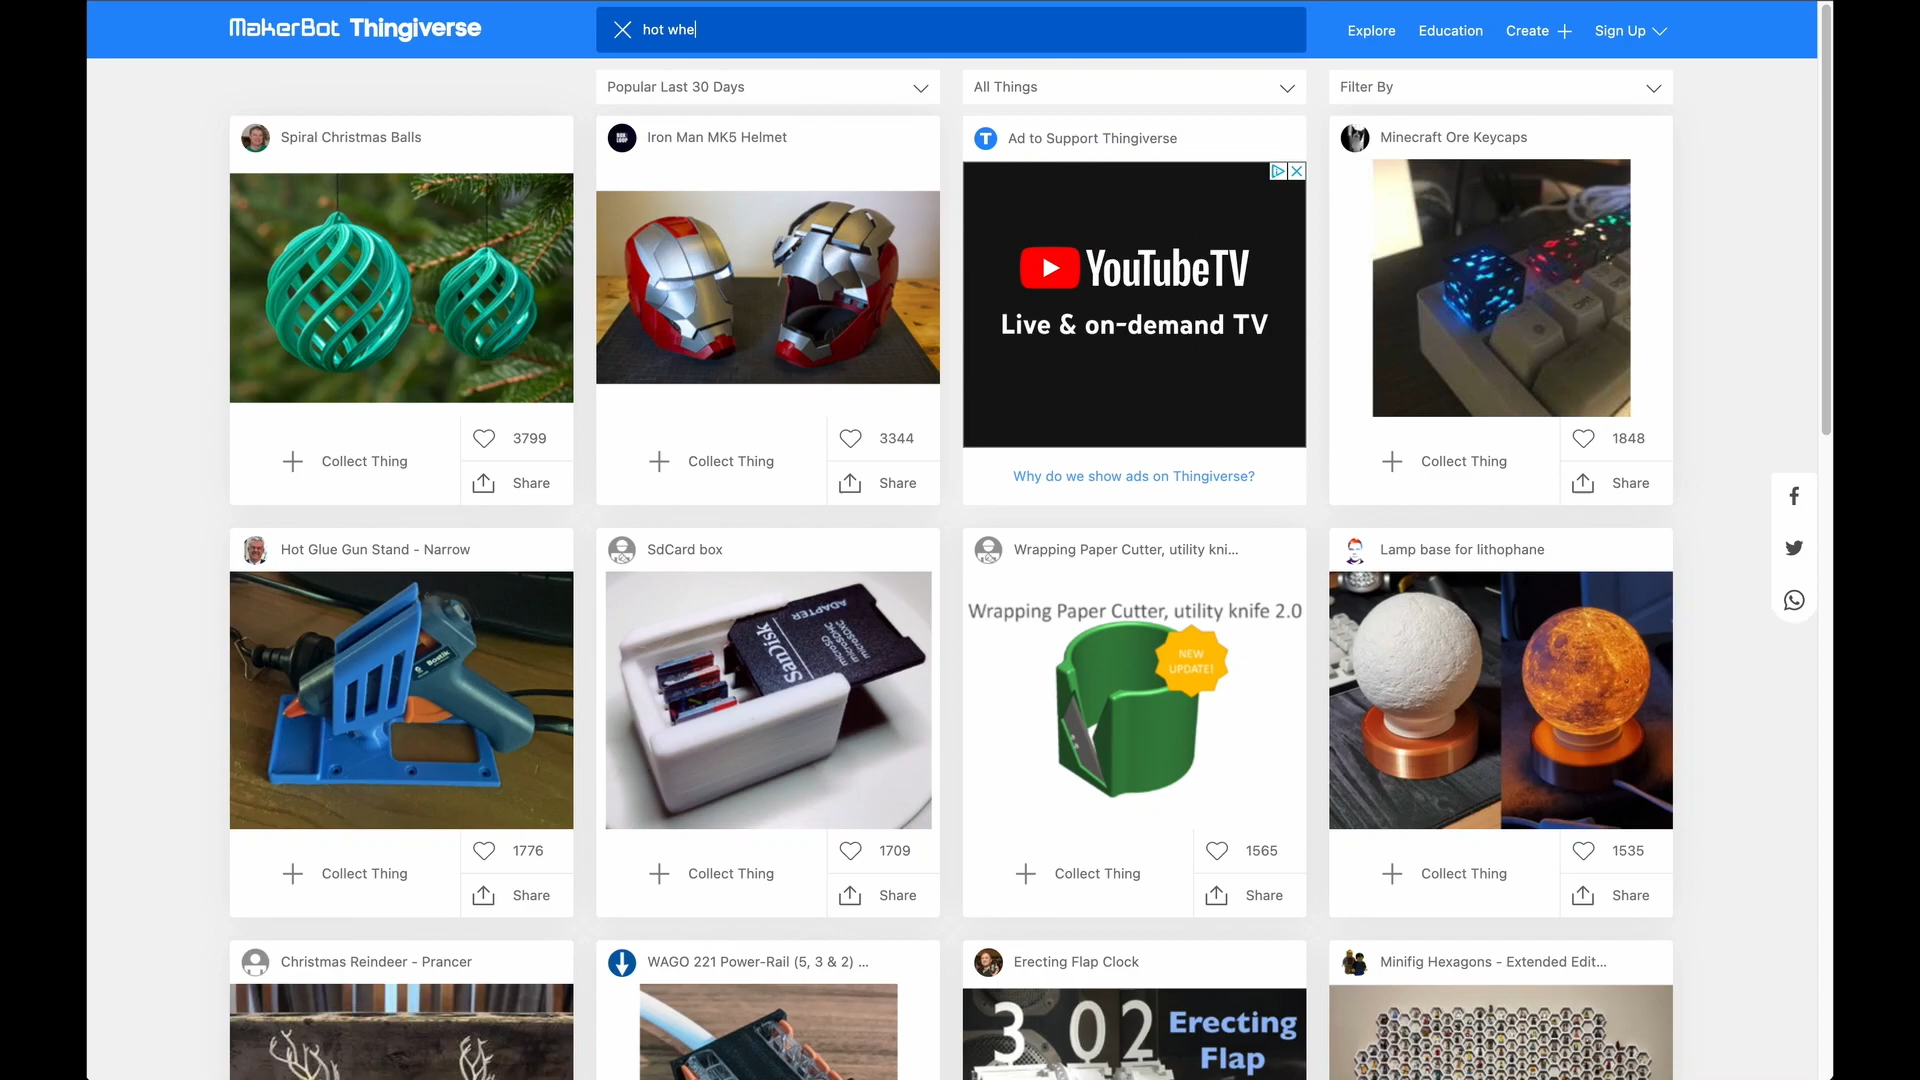 MakerBot Thingiverse
hot whe
Explore
Education
Create
Sign Up
Popular Last 30 Days
All Things
Filter By
Spiral Christmas Balls
Iron Man MK5 Helmet
Ad to Support Thingiverse
Minecraft Ore Keycaps
YouTubeTV
Live & on-demand TV
3799
Collect Thing
Share
3344
Collect Thing
Share
Why do we show ads on Thingiverse?
1848
Collect Thing
Share
Hot Glue Gun Stand - Narrow
SdCard box
Wrapping Paper Cutter, utility kni...
Lamp base for lithophane
Bostik
ADAPTER
SanDisk
microSD
microSDHC
microSDXC
Wrapping Paper Cutter, utility knife 2.0
NEW
UPDATE!
1776
Collect Thing
Share
1709
Collect Thing
Share
1565
Collect Thing
Share
1535
Collect Thing
Share
Christmas Reindeer - Prancer
WAGO 221 Power-Rail (5, 3 & 2) ...
Erecting Flap Clock
Minifig Hexagons - Extended Edit...
3 02
Erecting
Flap